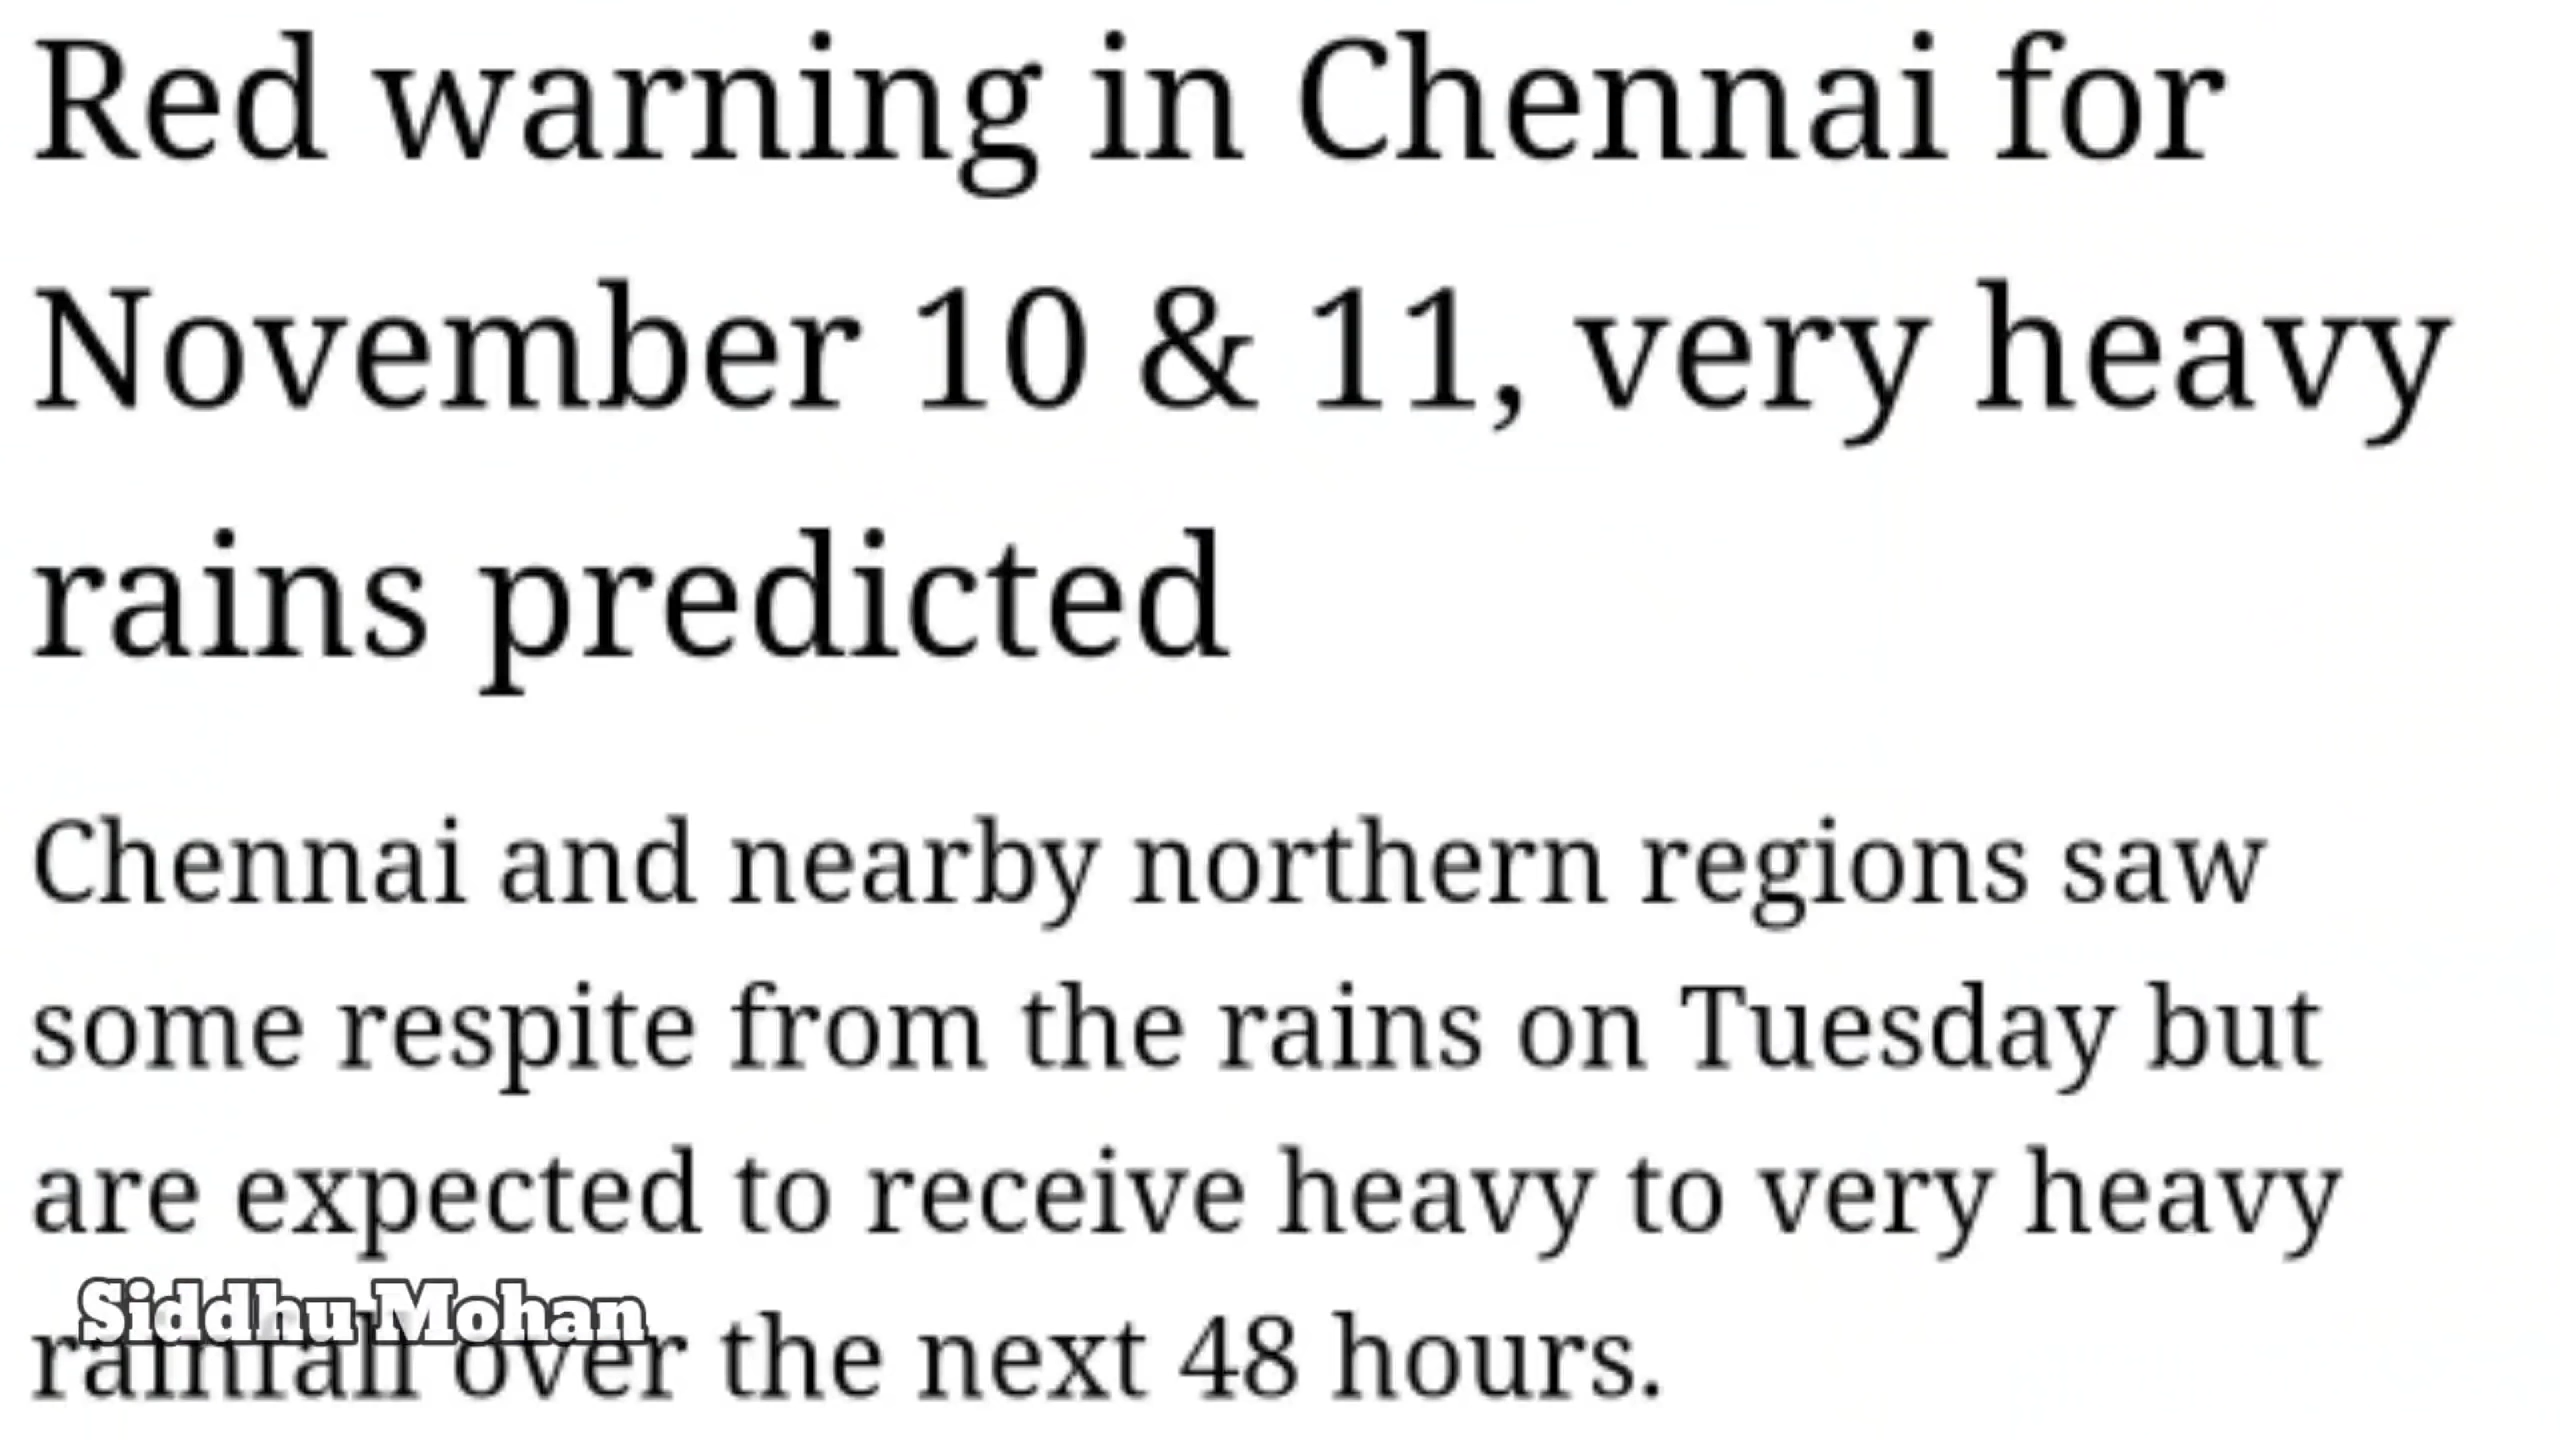 Red warning in Chennai for
November 10 & 11, very heavy
rains predicted
Chennai and nearby northern regions saw
some respite from the rains on Tuesday but
are expected to receive heavy to very heavy
Siddhu Mohan
rainfall over the next 48 hours.